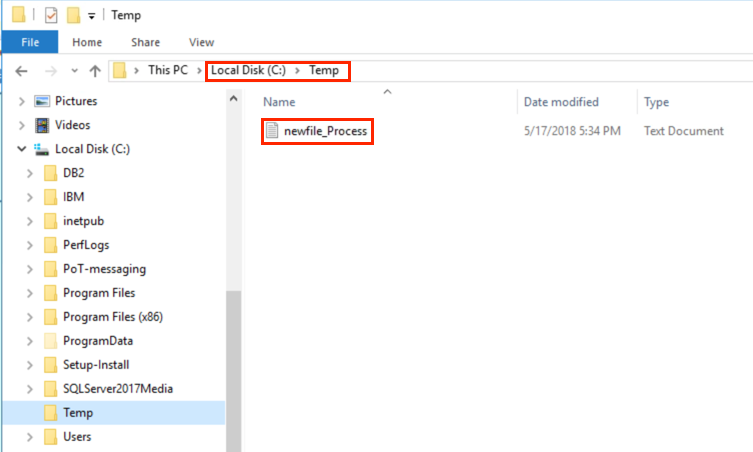 Temp
File Home Share View
This PC Local Disk (C:) Temp
Name Date modified Type
newfile_Process 5/17/2018 5:34 PM Text Document
Pictures
Videos
Local Disk (C:)
DB2
IBM
inetpub
PerfLogs
PoT-messaging
Program Files
Program Files (x86)
ProgramData
Setup-Install
SQLServer2017Media
Temp
Users